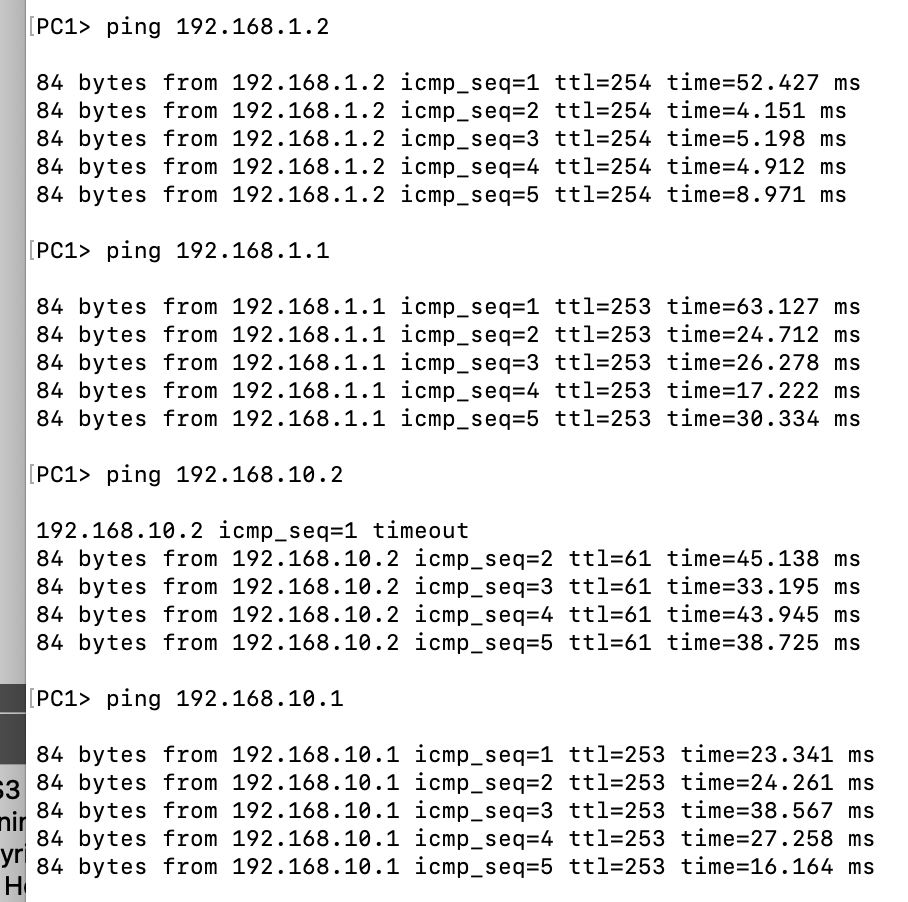 [PC1> ping 192.168.1.2
84 bytes from 192.168.1.2 icmp_seq=1 ttl=254 time=52.427 ms
84 bytes from 192.168.1.2 icmp_seq=2 ttl=254 time=4.151 ms
84 bytes from 192.168.1.2 icmp_seq=3 ttl=254 time=5.198 ms
84 bytes from 192.168.1.2 icmp_seq=4 ttl=254 time=4.912 ms
84 bytes from 192.168.1.2 icmp_seq=5 ttl=254 time=8.971 ms
[PC1> ping 192.168.1.1
84 bytes from 192.168.1.1 icmp_seq=1 ttl=253 time=63.127 ms
84 bytes from 192.168.1.1 icmp_seq=2 ttl=253 time=24.712 ms
84 bytes from 192.168.1.1 icmp_seq=3 ttl=253 time=26.278 ms
84 bytes from 192.168.1.1 icmp_seq=4 ttl=253 time=17.222 ms
84 bytes from 192.168.1.1 icmp_seq=5 ttl=253 time=30.334 ms
[PC1> ping 192.168.10.2
192.168.10.2 icmp_seq=1 timeout
84 bytes from 192.168.10.2 icmp_seq=2 ttl=61 time=45.138 ms
84 bytes from 192.168.10.2 icmp_seq=3 ttl=61 time=33.195 ms
84 bytes from 192.168.10.2 icmp_seq=4 ttl=61 time=43.945 ms
84 bytes from 192.168.10.2 icmp_seq=5 ttl=61 time=38.725 ms
[PC1> ping 192.168.10.1
84 bytes from 192.168.10.1 icmp_seq=1 ttl=253 time=23.341 ms
84 bytes from 192.168.10.1 icmp_seq=2 ttl=253 time=24.261 ms
84 bytes from 192.168.10.1 icmp_seq=3 ttl=253 time=38.567 ms
84 bytes from 192.168.10.1 icmp_seq=4 ttl=253 time=27.258 ms
84 bytes from 192.168.10.1 icmp_seq=5 ttl=253 time=16.164 ms